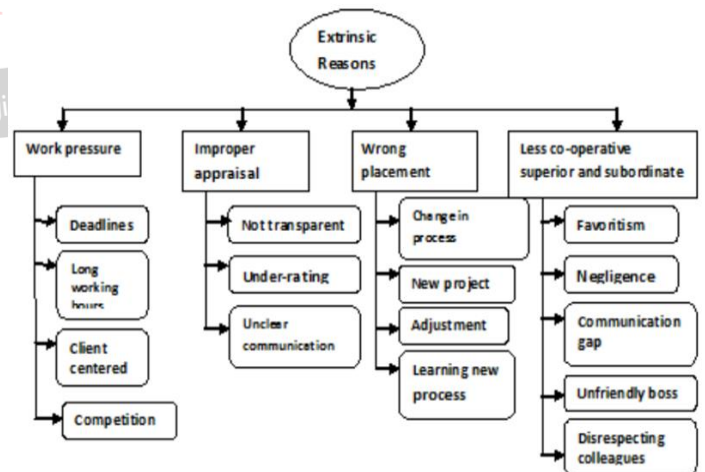 Extrinsic
Reasons
Work pressure
Deadlines
Long
working
hours
Client
centered
Competition
Improper
appraisal
Not transparent
Under-rating
Unclear
communication
Wrong
placement
Change in
process
New project
Adjustment
Learning new
process
Less co-operative
superior and subordinate
Favoritism
Negligence
Communication
gap
Unfriendly boss
Disrespecting
colleagues